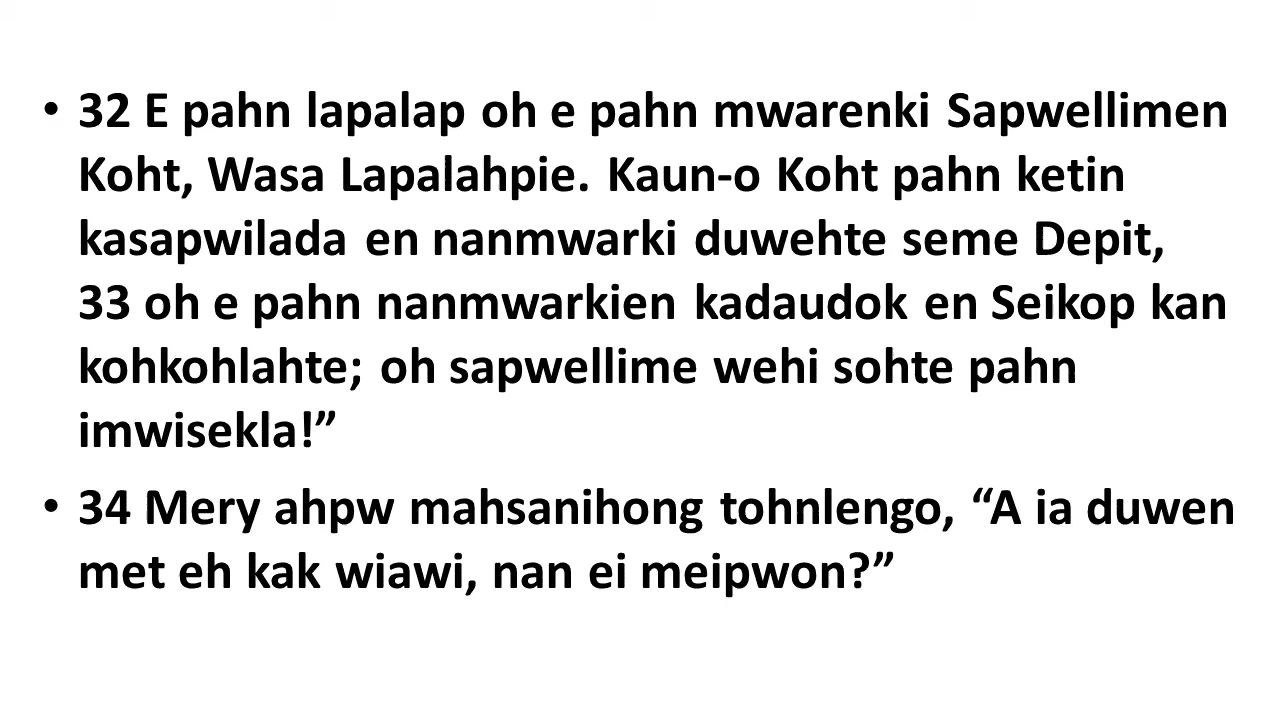 • 32 E pahn lapalap oh e pahn mwarenki Sapwellimen
Koht, Wasa Lapalahpie. Kaun-o Koht pahn ketin
kasapwilada en nanmwarki duwehte seme Depit,
33 oh e pahn nanmwarkien kadaudok en Seikop kan
kohkohlahte; oh sapwellime wehi sohte pahn
imwisekla!”
• 34 Mery ahpw mahsanihong tohnlengo, “A ia duwen
met eh kak wiawi, nan ei meipwon?”